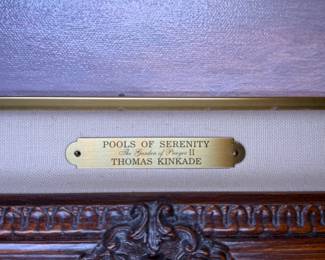 POOLS OF SERENITY
The Garden of Prayer II
THOMAS KINKADE